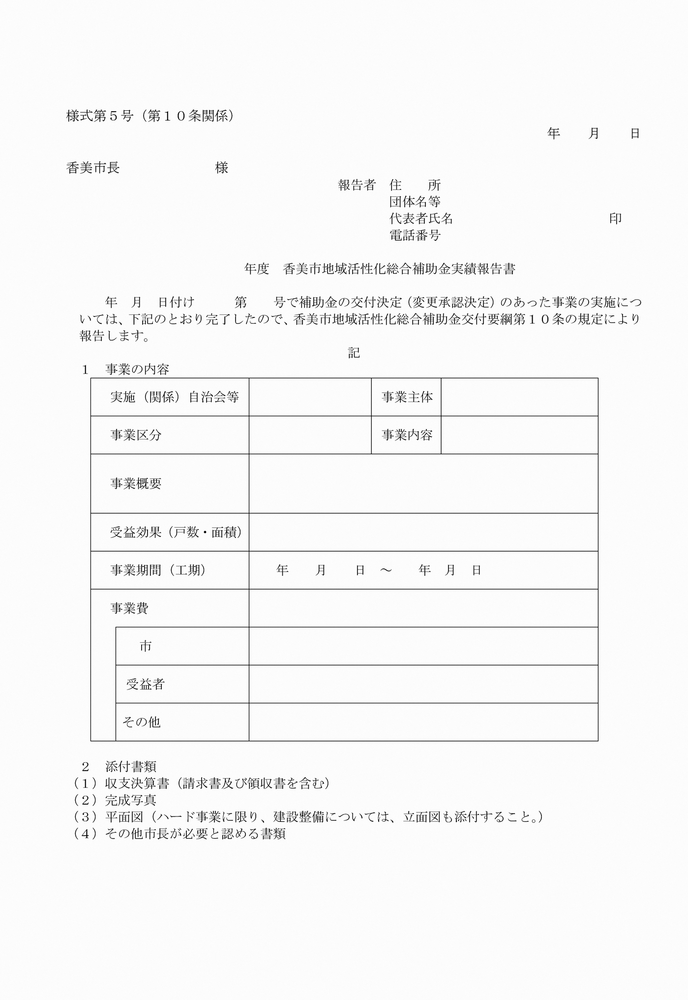 様式第５号（第１０条関係）
年　　月　　日
香美市長　　　　　　　様
報告者　住　　所
団体名等
代表者氏名　　　　　　　　　　　　印
電話番号
年度　香美市地域活性化総合補助金実績報告書
年　月　日付け　　　第　　号で補助金の交付決定（変更承認決定）のあった事業の実施につ
いては、下記のとおり完了したので、香美市地域活性化総合補助金交付要綱第１０条の規定により
報告します。
記
１　事業の内容
実施（関係）自治会等　　事業主体
事業区分　　事業内容
事業概要
受益効果（戸数・面積）
事業期間（工期）　　年　　月　　日　～　　年　月　日
事業費
市
受益者
その他
２　添付書類
（１）収支決算書（請求書及び領収書を含む）
（２）完成写真
（３）平面図（ハード事業に限り、建設整備については、立面図も添付すること。）
（４）その他市長が必要と認める書類